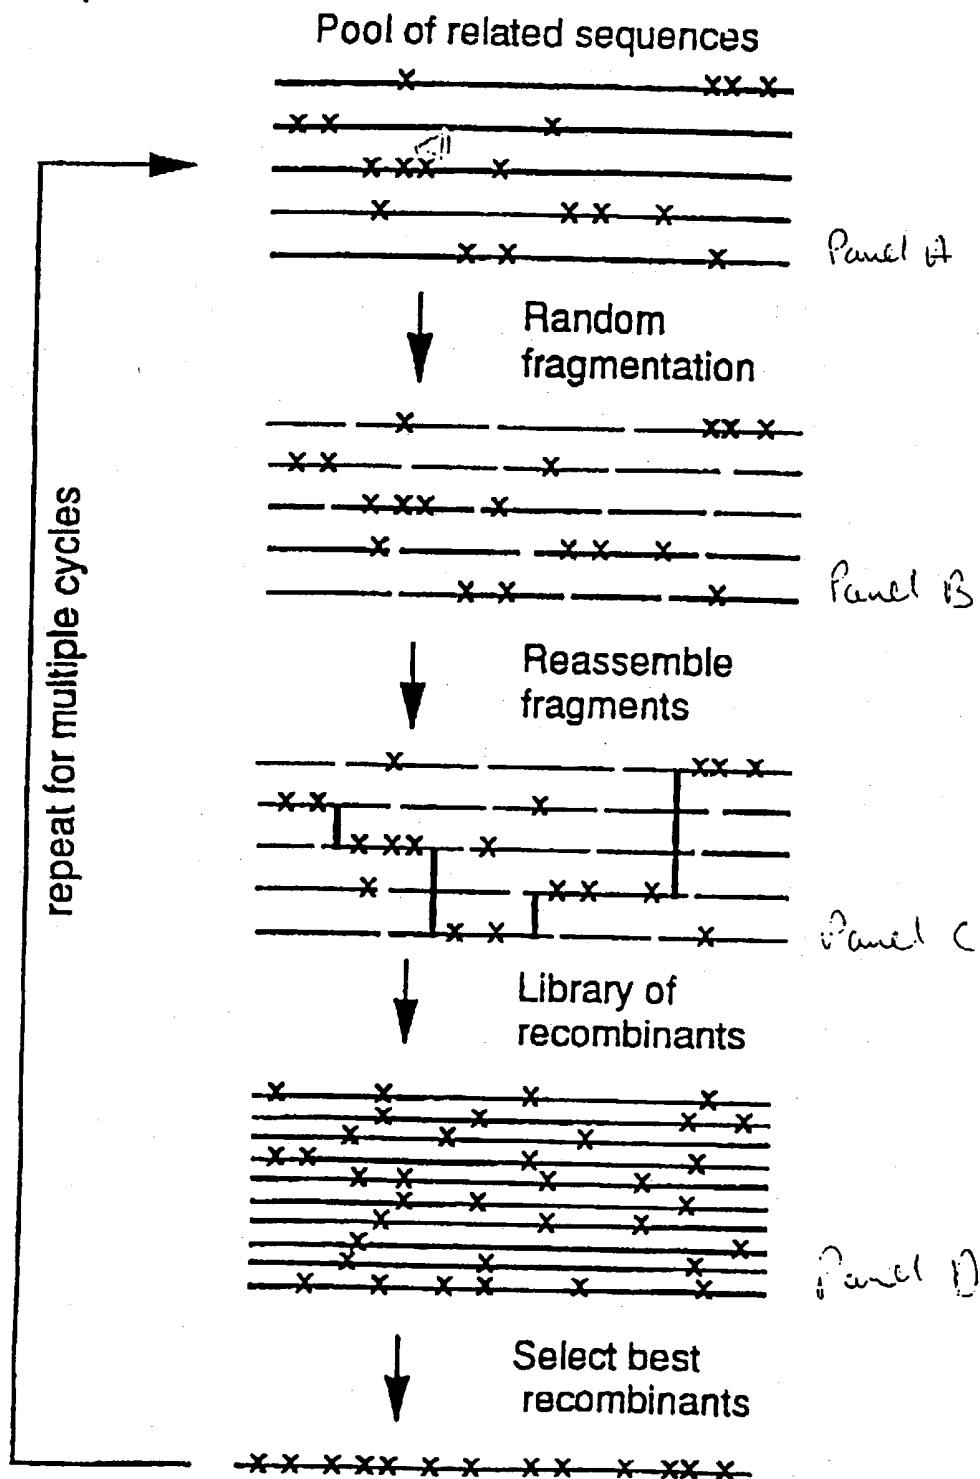 Pool of related sequences
Panel A
Random
fragmentation
Panel B
Reassemble
fragments
Panel C
Library of
recombinants
Panel D
Select best
recombinants
repeat for multiple cycles